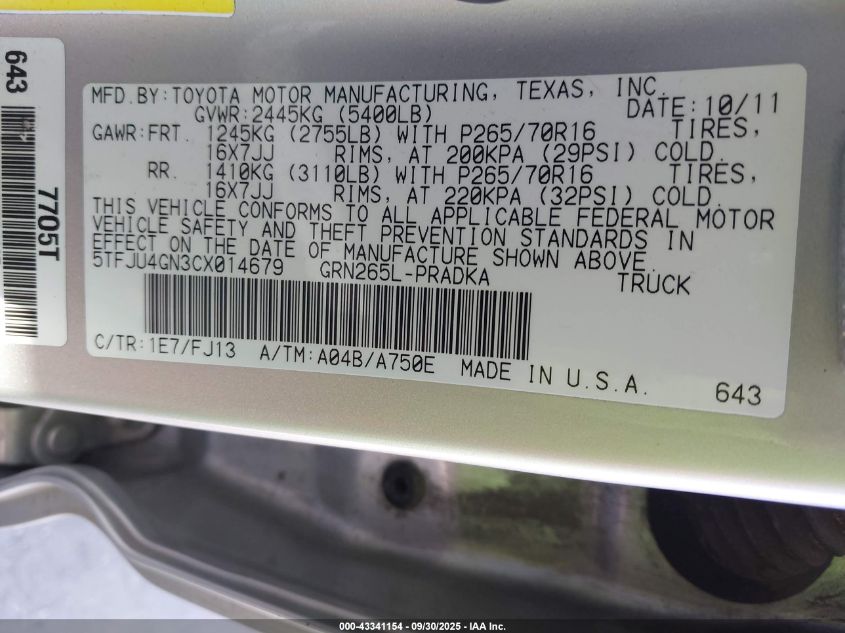 643
7705T
MFD.BY:TOYOTA MOTOR MANUFACTURING, TEXAS, INC.
GVWR:2445KG (5400LB) DATE:10/11
GAWR:FRT. 1245KG (2755LB) WITH P265/70R16 TIRES,
16X7JJ RIMS, AT 200KPA (29PSI) COLD.
RR. 1410KG (3110LB) WITH P265/70R16 TIRES,
16X7JJ RIMS, AT 220KPA (32PSI) COLD.
THIS VEHICLE CONFORMS TO ALL APPLICABLE FEDERAL MOTOR
VEHICLE SAFETY AND THEFT PREVENTION STANDARDS IN
EFFECT ON THE DATE OF MANUFACTURE SHOWN ABOVE.
5TFJU4GN3CX014679 GRN265L-PRADKA TRUCK
C/TR:1E7/FJ13 A/TM:A04B/A750E MADE IN U.S.A. 643
000-43341154 - 09/30/2025 - IAA Inc.